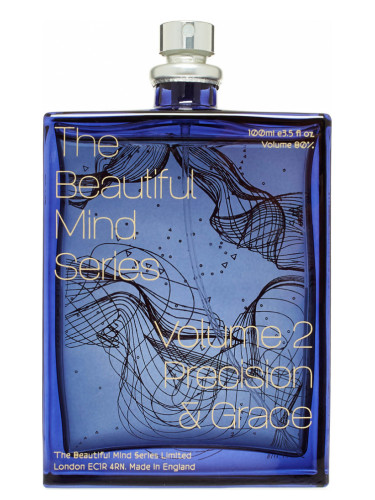 100ml e3.5 fl oz
Volume 80%
The
Beautiful
Mind
Series
Volume 2
Precision
& Grace
The Beautiful Mind Series Limited
London EC1R 4RN. Made In England